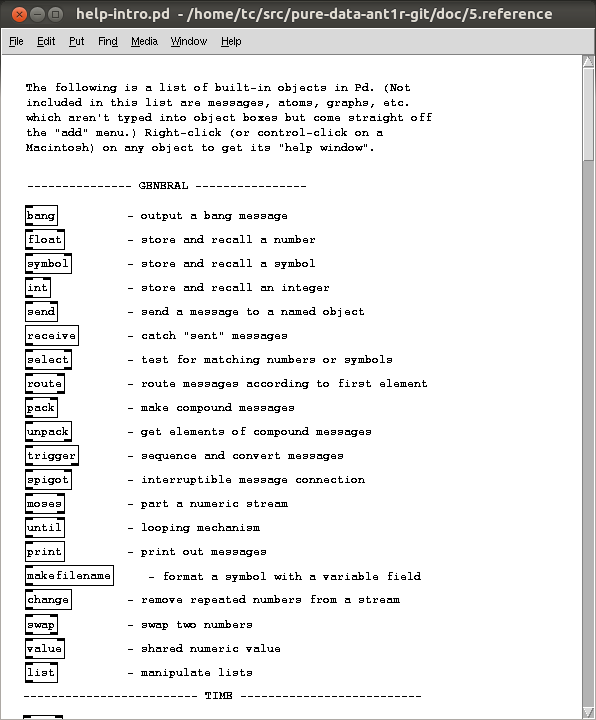 help-intro.pd - /home/tc/src/pure-data-ant1r-git/doc/5.reference
File Edit Put Find Media Window Help
The following is a list of built-in objects in Pd. (Not
included in this list are messages, atoms, graphs, etc.
which aren't typed into object boxes but come straight off
the "add" menu.) Right-click (or control-click on a
Macintosh) on any object to get its "help window".
--------------- GENERAL ----------------
bang - output a bang message
float - store and recall a number
symbol - store and recall a symbol
int - store and recall an integer
send - send a message to a named object
receive - catch "sent" messages
select - test for matching numbers or symbols
route - route messages according to first element
pack - make compound messages
unpack - get elements of compound messages
trigger - sequence and convert messages
spigot - interruptible message connection
moses - part a numeric stream
until - looping mechanism
print - print out messages
makefilename - format a symbol with a variable field
change - remove repeated numbers from a stream
swap - swap two numbers
value - shared numeric value
list - manipulate lists
------------------------- TIME --------------------------